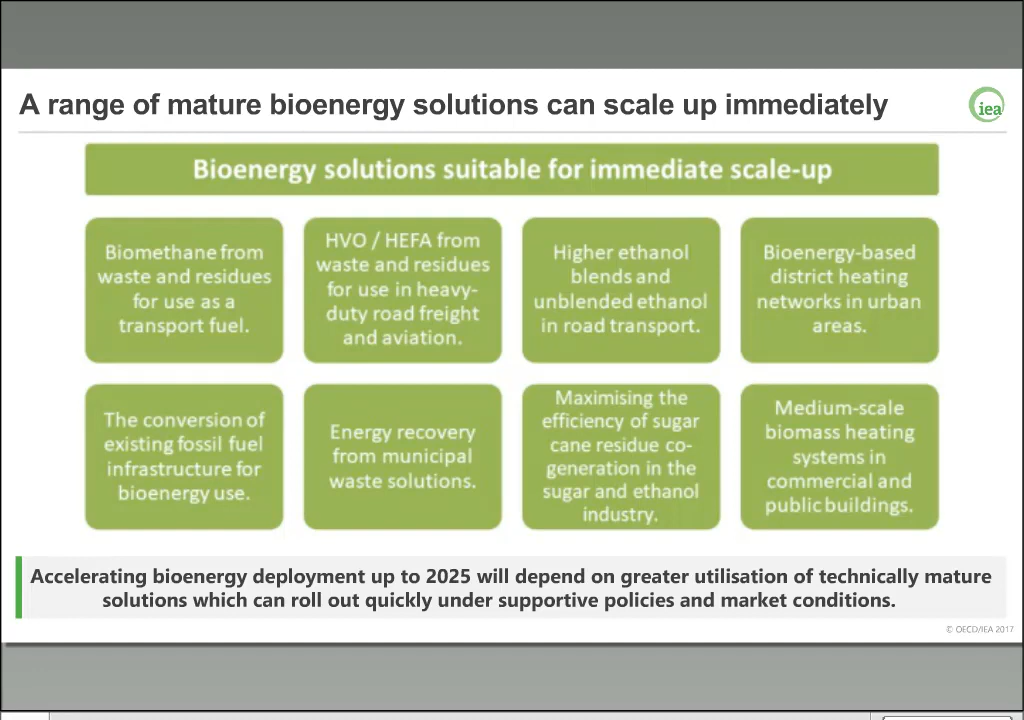 A range of mature bioenergy solutions can scale up immediately
iea
Bioenergy solutions suitable for immediate scale-up
Biomethane from
waste and residues
for use as a
transport fuel.
HVO / HEFA from
waste and residues
for use in heavy-
duty road freight
and aviation.
Higher ethanol
blends and
unblended ethanol
in road transport.
Bioenergy-based
district heating
networks in urban
areas.
The conversion of
existing fossil fuel
infrastructure for
bioenergy use.
Energy recovery
from municipal
waste solutions.
Maximising the
efficiency of sugar
cane residue co-
generation in the
sugar and ethanol
industry.
Medium-scale
biomass heating
systems in
commercial and
public buildings.
Accelerating bioenergy deployment up to 2025 will depend on greater utilisation of technically mature
solutions which can roll out quickly under supportive policies and market conditions.
© OECD/IEA 2017